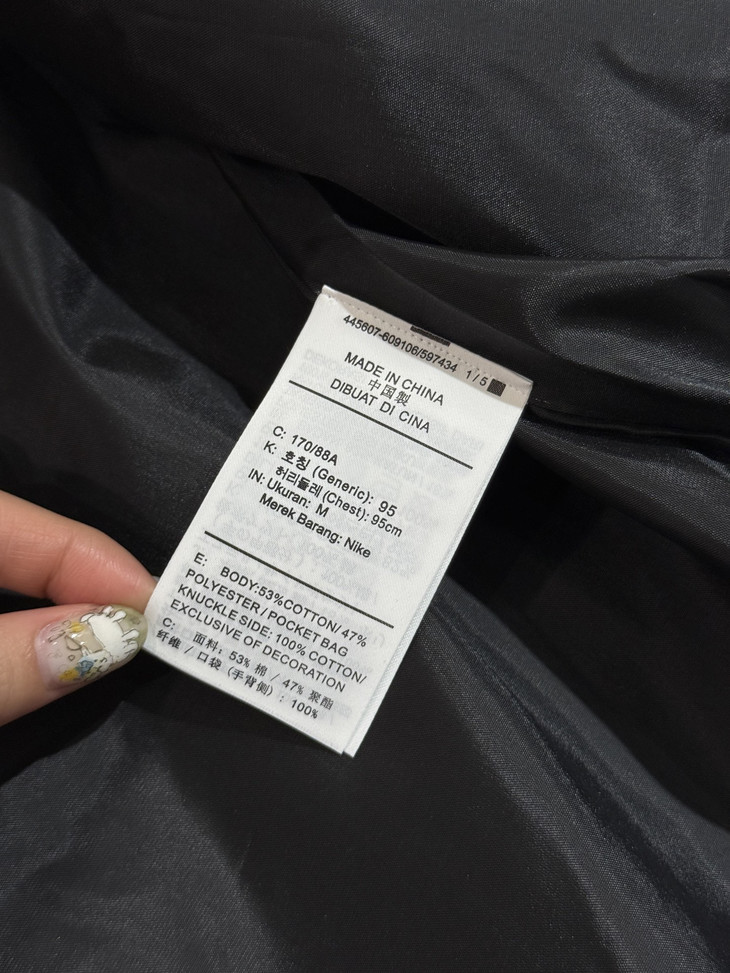 445607-609106/597434 1/5
MADE IN CHINA
中国製
DIBUAT DI CINA
C: 170/88A
K: 호칭 (Generic): 95
허리둘레 (Chest): 95cm
IN: Ukuran: M
Merek Barang: Nike
E: BODY:53%COTTON/ 47%
POLYESTER / POCKET BAG
KNUCKLE SIDE: 100% COTTON/
EXCLUSIVE OF DECORATION
C: 面料: 53% 棉 / 47% 聚酯
纤维 / 口袋 (手背侧) : 100%